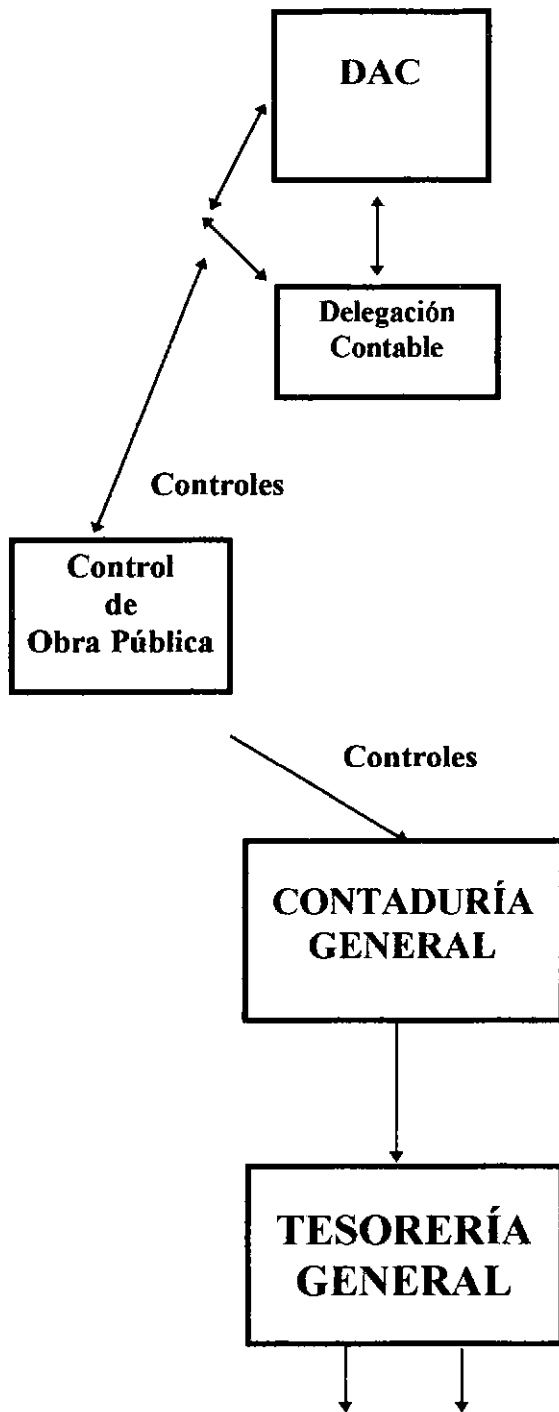 DAC
Delegación
Contable
Controles
Control
de
Obra Pública
Controles
CONTADURÍA
GENERAL
TESORERÍA
GENERAL